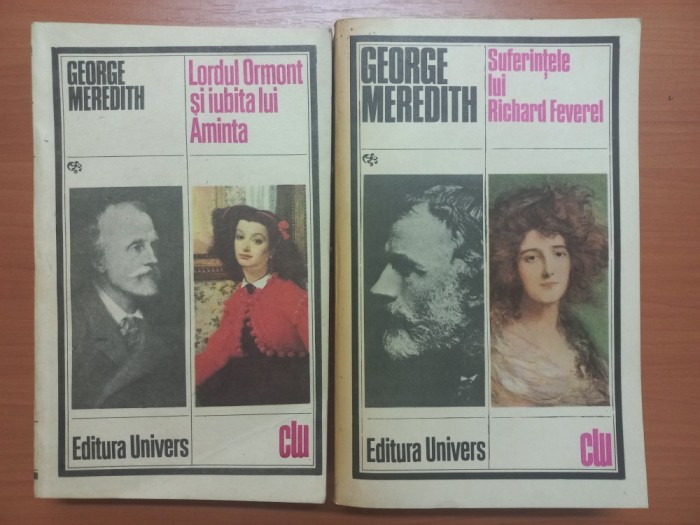 GEORGE
MEREDITH
Lordul Ormont
și iubita lui
Aminta
Editura Univers
clu
GEORGE
MEREDITH
Suferințele
lui
Richard Feverel
Editura Univers
clu